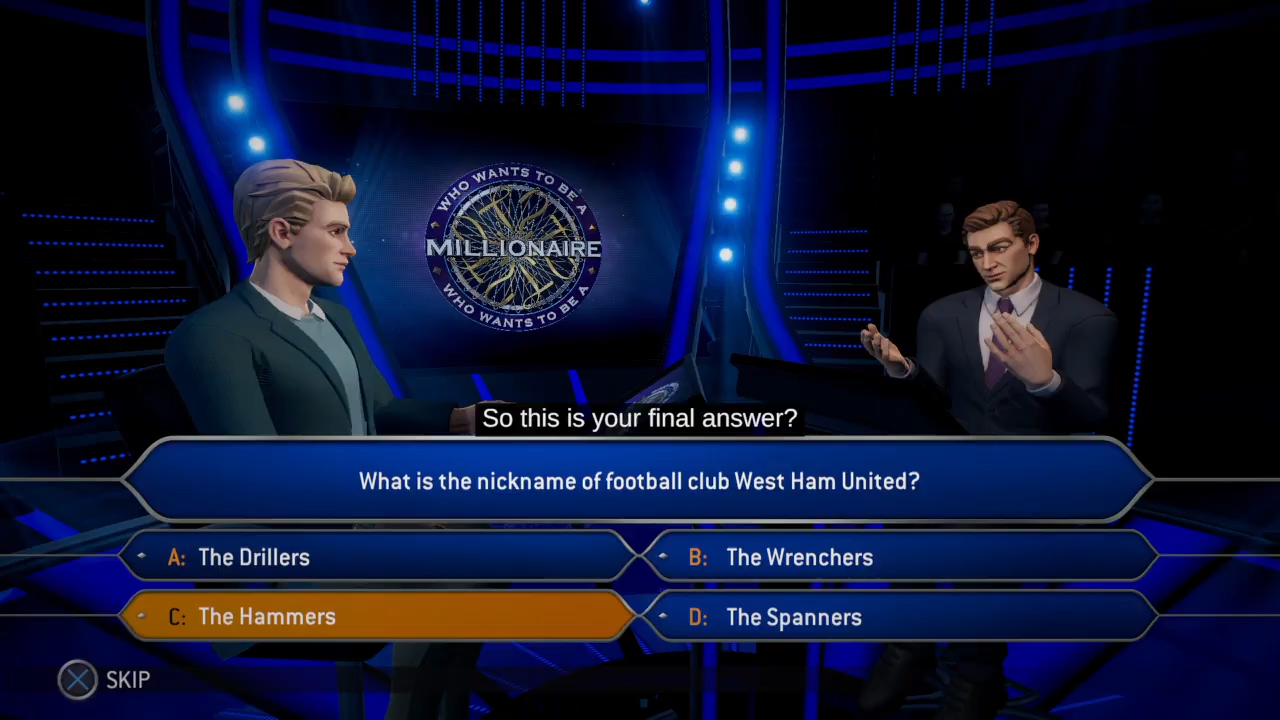 WHO WANTS TO BE A
MILLIONAIRE
WHO WANTS TO BE A
So this is your final answer?
What is the nickname of football club West Ham United?
A: The Drillers
B: The Wrenchers
C: The Hammers
D: The Spanners
SKIP